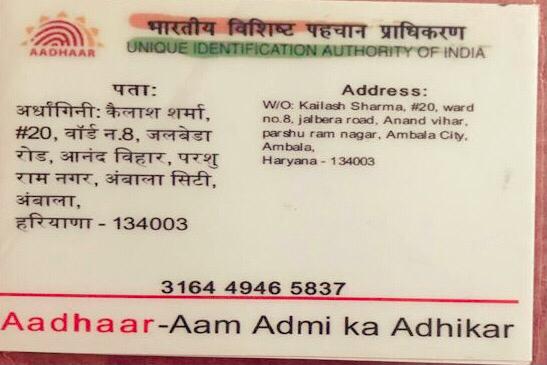 AADHAAR
भारतीय विशिष्ट पहचान प्राधिकरण
UNIQUE IDENTIFICATION AUTHORITY OF INDIA
पता:
अर्धांगिनी: कैलाश शर्मा,
#20, वॉर्ड न.8, जलबेडा
रोड, आनंद विहार, परशु
राम नगर, अंबाला सिटी,
अंबाला,
हरियाणा - 134003
Address:
W/O: Kailash Sharma, #20, ward
no.8, jalbera road, Anand vihar,
parshu ram nagar, Ambala City,
Ambala,
Haryana - 134003
3164 4946 5837
Aadhaar-Aam Admi ka Adhikar